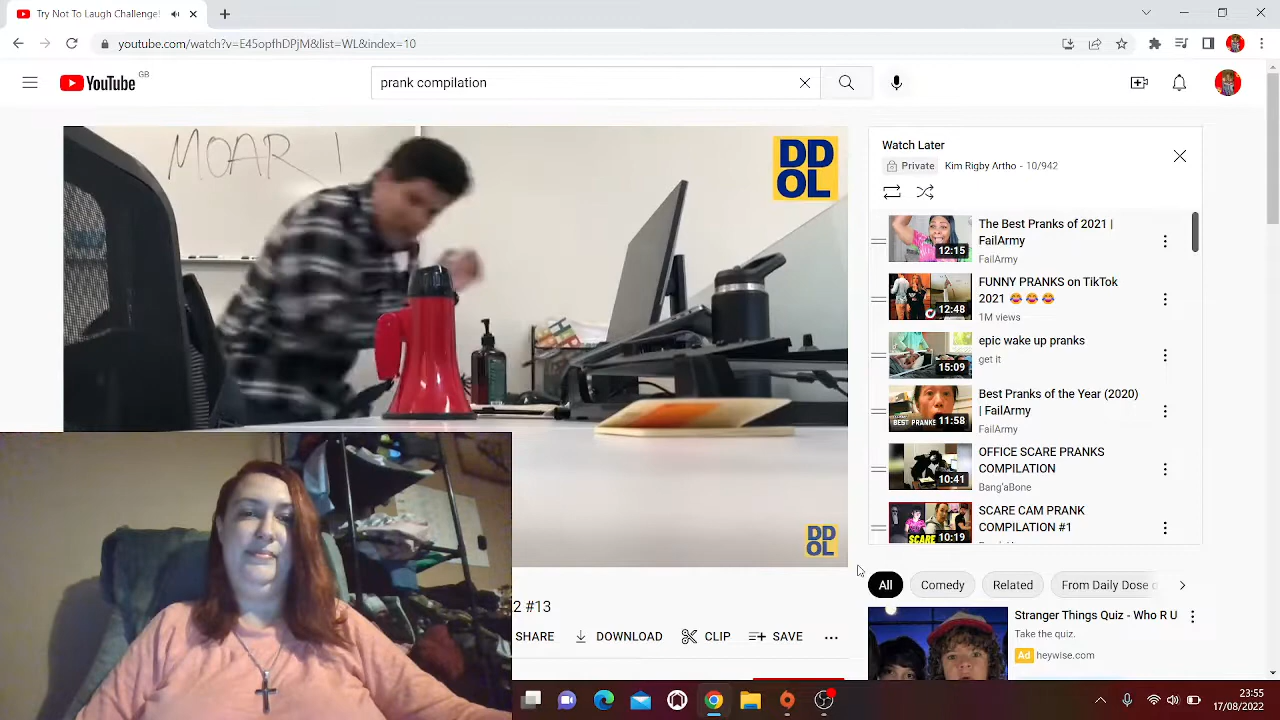 Try Not To Laugh Challenge!
youtube.com/watch?v=E45opfhDPjM&list=WL&index=10
YouTube GB
prank compilation
MOAR !
DD
OL
DD
OL
2 #13
SHARE
DOWNLOAD
CLIP
SAVE
Watch Later
Private
Kim Rigby Artho - 10/942
12:15
The Best Pranks of 2021 |
FailArmy
FailArmy
12:48
FUNNY PRANKS on TikTok
2021 😂😂😂
1M views
15:09
epic wake up pranks
get it
BEST PRANKS
11:58
Best Pranks of the Year (2020)
| FailArmy
FailArmy
10:41
OFFICE SCARE PRANKS
COMPILATION
Bang'aBone
SCARE
10:19
SCARE CAM PRANK
COMPILATION #1
All
Comedy
Related
From Daily Dose o
Stranger Things Quiz - Who R U
Take the quiz.
Ad heywise.com
23:55
17/08/2022